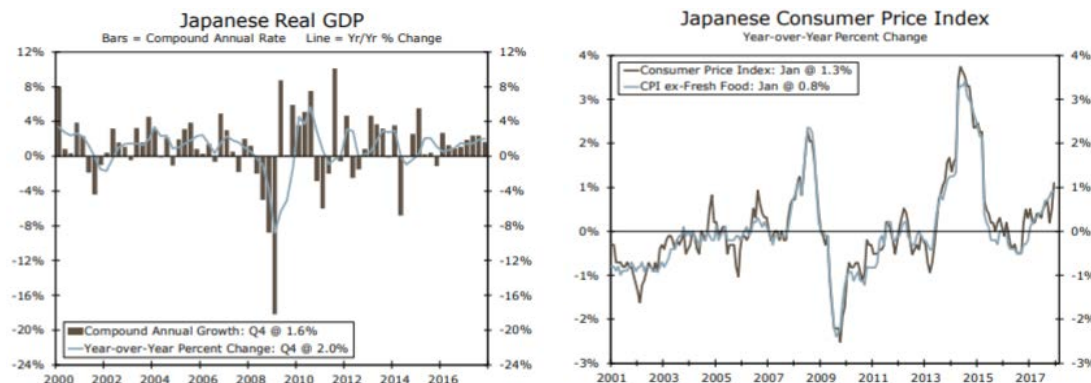 Japanese Real GDP
Bars = Compound Annual Rate Line = Yr/Yr % Change
12% 12%
8% 8%
4% 4%
0% 0%
-4% -4%
-8% -8%
-12% -12%
-16% -16%
-20% -20%
-24% -24%
Compound Annual Growth: Q4 @ 1.6%
Year-over-Year Percent Change: Q4 @ 2.0%
2000 2002 2004 2006 2008 2010 2012 2014 2016
Japanese Consumer Price Index
Year-over-Year Percent Change
4% 4%
3% 3%
2% 2%
1% 1%
0% 0%
-1% -1%
-2% -2%
-3% -3%
Consumer Price Index: Jan @ 1.3%
CPI ex-Fresh Food: Jan @ 0.8%
2001 2003 2005 2007 2009 2011 2013 2015 2017